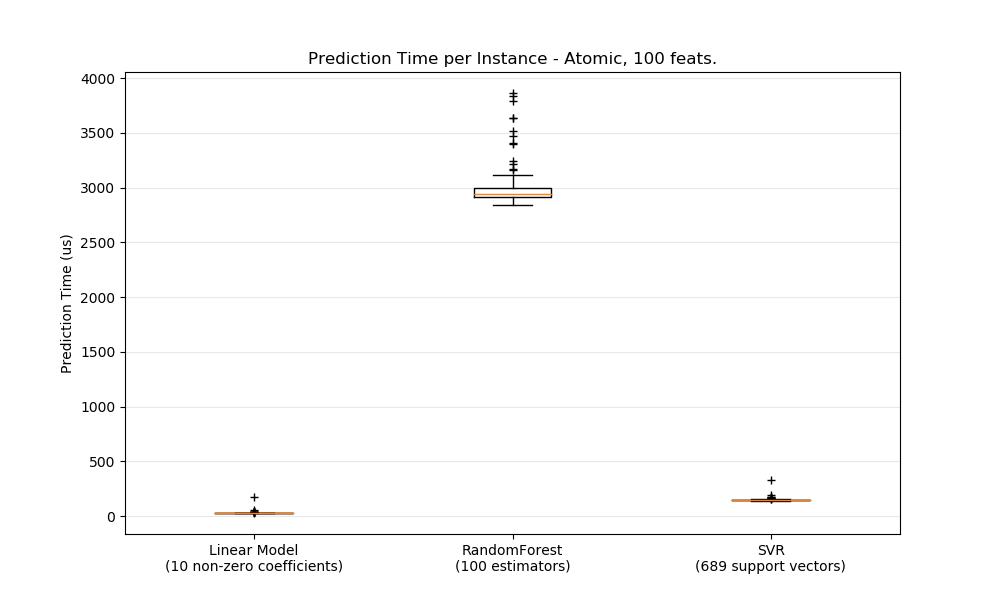 Prediction Time per Instance - Atomic, 100 feats.
Prediction Time (us)
4000
3500
3000
2500
2000
1500
1000
500
0
Linear Model
(10 non-zero coefficients)
RandomForest
(100 estimators)
SVR
(689 support vectors)